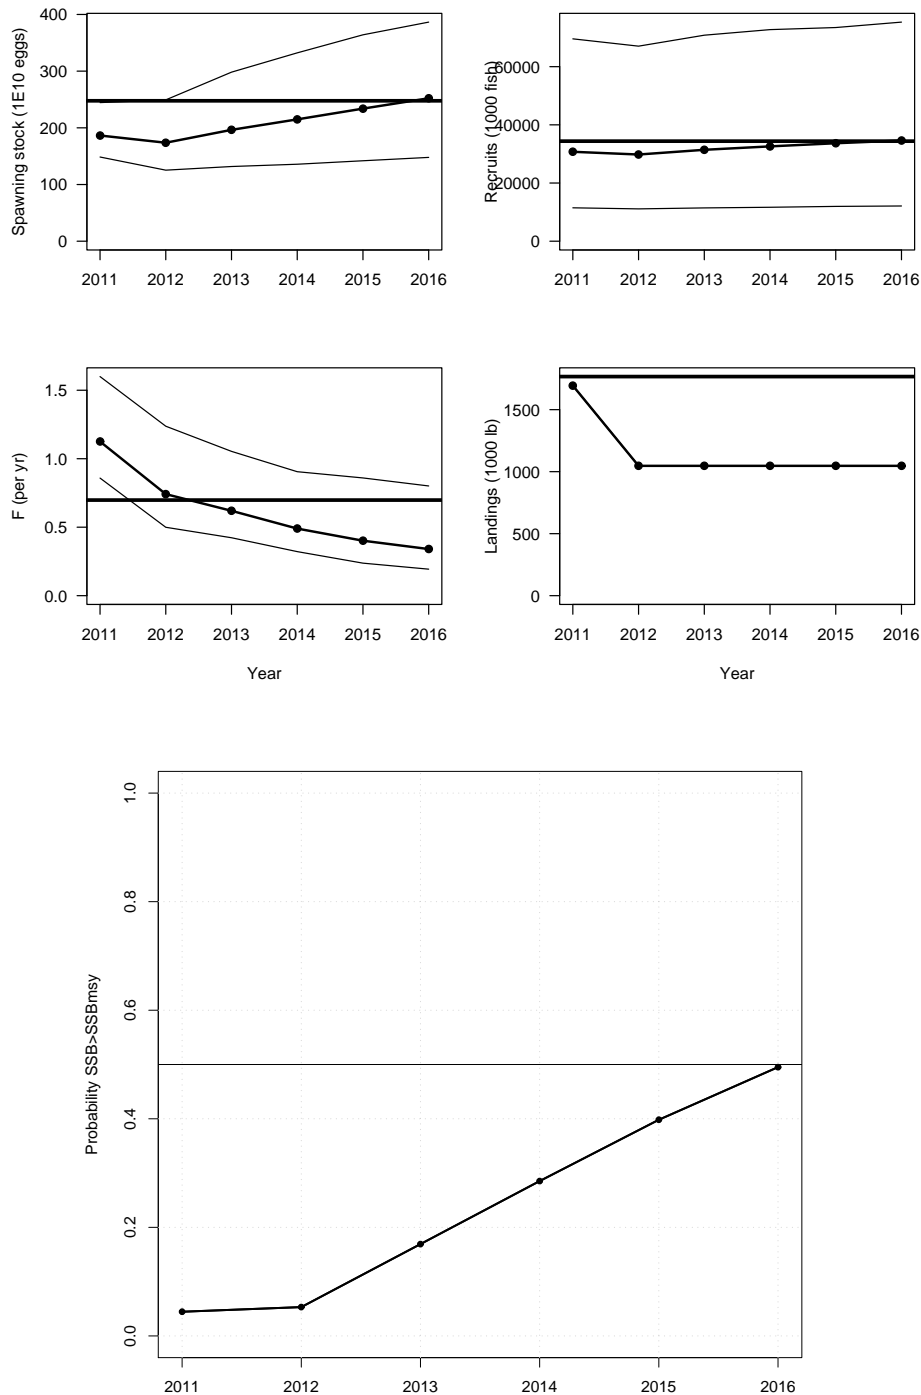 Spawning stock (1E10 eggs)
400
300
200
100
0
2011 2012 2013 2014 2015 2016
Recruits (1000 fish)
60000
40000
20000
0
2011 2012 2013 2014 2015 2016
F (per yr)
1.5
1.0
0.5
0.0
2011 2012 2013 2014 2015 2016
Year
Landings (1000 lb)
1500
1000
500
0
2011 2012 2013 2014 2015 2016
Year
Probability SSB>SSBmsy
1.0
0.8
0.6
0.4
0.2
0.0
2011 2012 2013 2014 2015 2016